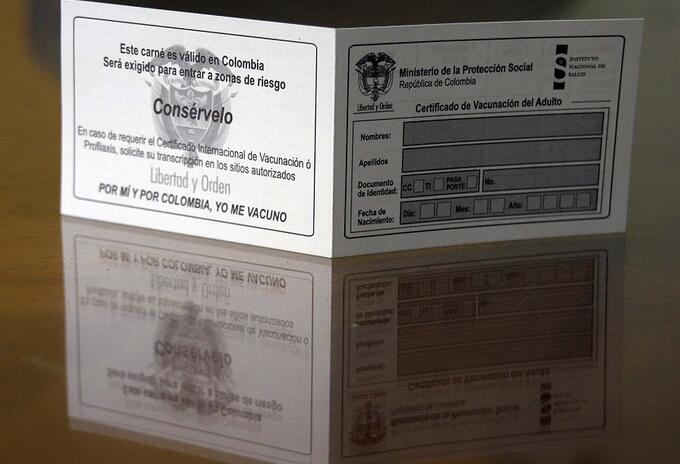 Este carné es válido en Colombia
Será exigido para entrar a zonas de riesgo
Consérvelo
En caso de requerir el Certificado Internacional de Vacunación ó
Profilaxis, solicite su transcripción en los sitios autorizados
Libertad y Orden
POR MÍ Y POR COLOMBIA, YO ME VACUNO
Libertad y Orden
Ministerio de la Protección Social
República de Colombia
INSTITUTO
NACIONAL DE
SALUD
Certificado de Vacunación del Adulto
Nombres:
Apellidos
Documento
de Identidad:
CC TI PASA
PORTE
No.
Fecha de
Nacimiento:
Día: Mes: Año: